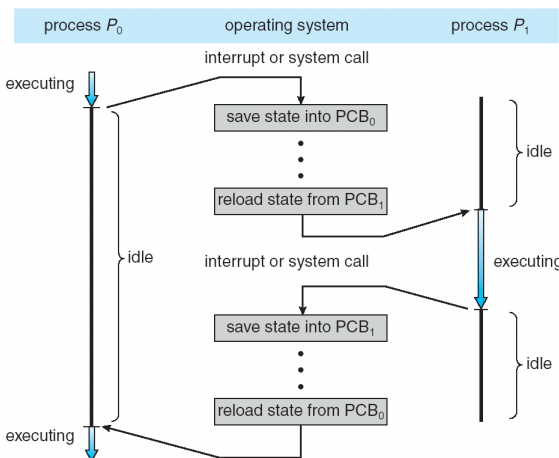 process P0
operating system
process P1
interrupt or system call
executing
save state into PCB0
idle
reload state from PCB1
idle
interrupt or system call
executing
save state into PCB1
idle
reload state from PCB0
executing